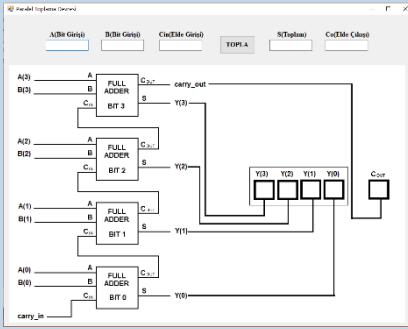 Paralel Toplama Devresi
A(Bit Girişi) B(Bit Girişi) Cin(Elde Girişi) S(Toplam) Co(Elde Çıkışı)
TOPLA
A(3) A FULL ADDER COUT carry_out
B(3) B
CIN BIT 3 S Y(3)
A(2) A FULL ADDER COUT
B(2) B
CIN BIT 2 S Y(2)
Y(3) Y(2) Y(1) Y(0) COUT
A(1) A FULL ADDER COUT
B(1) B
CIN BIT 1 S Y(1)
A(0) A FULL ADDER COUT
B(0) B
CIN BIT 0 S Y(0)
carry_in